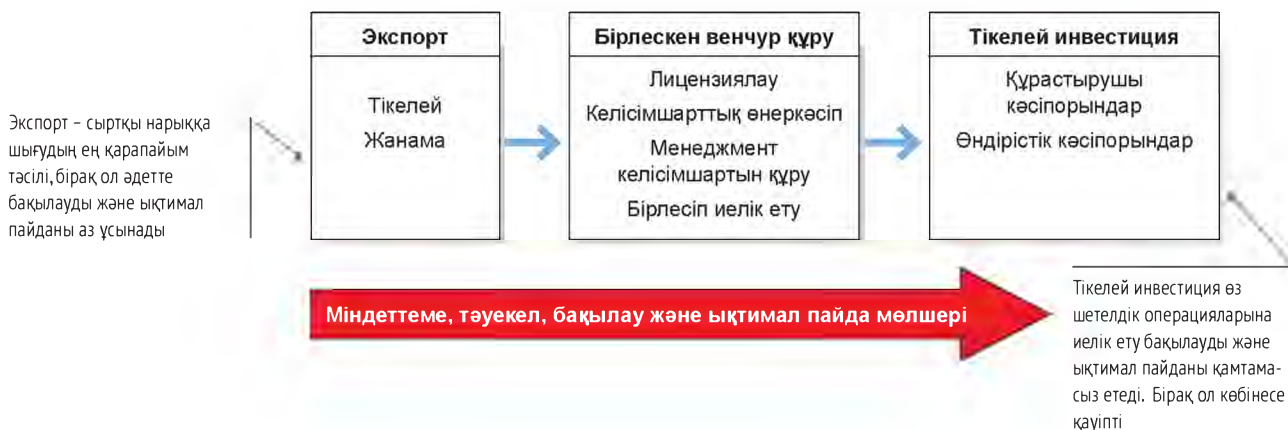 Экспорт
Тікелей
Жанама
Бірлескен венчур құру
Лицензиялау
Келісімшарттық өнеркәсіп
Менеджмент
келісімшартын құру
Бірлесіп иелік ету
Тікелей инвестиция
Құрастырушы
кәсіпорындар
Өндірістік кәсіпорындар
Экспорт – сыртқы нарыққа
шығудың ең қарапайым
тәсілі, бірақ ол әдетте
бақылауды және ықтимал
пайданы аз ұсынады
Міндеттеме, тәуекел, бақылау және ықтимал пайда мөлшері
Тікелей инвестиция өз
шетелдік операцияларына
иелік ету бақылауды және
ықтимал пайданы қамтама-
сыз етеді. Бірақ ол көбінесе
қауіпті